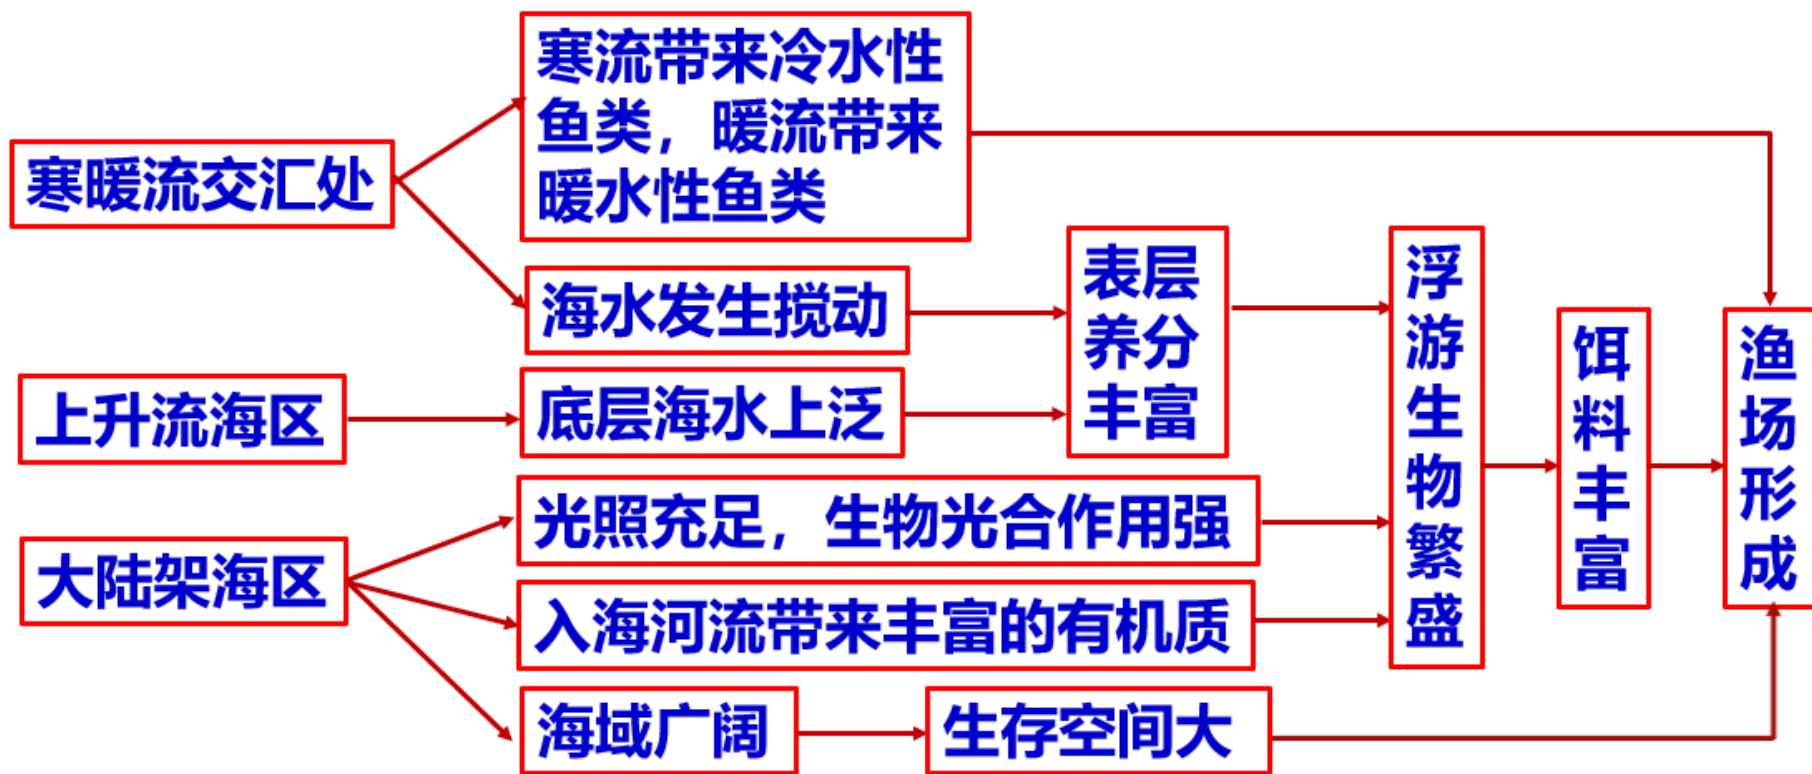 寒暖流交汇处
寒流带来冷水性
鱼类，暖流带来
暖水性鱼类
海水发生搅动
上升流海区
底层海水上泛
表层
养分
丰富
大陆架海区
光照充足，生物光合作用强
入海河流带来丰富的有机质
海域广阔
生存空间大
浮游生物繁盛
饵料丰富
渔场形成